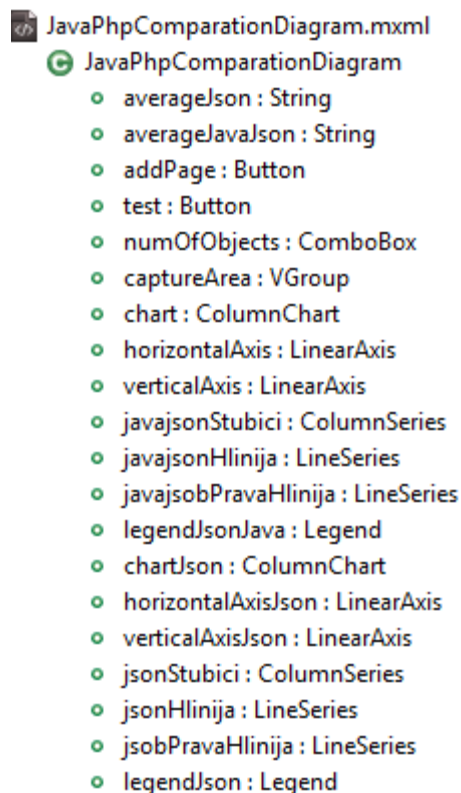 JavaPhpComparationDiagram.mxml
JavaPhpComparationDiagram
averageJson : String
averageJavaJson : String
addPage : Button
test : Button
numOfObjects : ComboBox
captureArea : VGroup
chart : ColumnChart
horizontalAxis : LinearAxis
verticalAxis : LinearAxis
javajsonStubici : ColumnSeries
javajsonHlinija : LineSeries
javajsobPravaHlinija : LineSeries
legendJsonJava : Legend
chartJson : ColumnChart
horizontalAxisJson : LinearAxis
verticalAxisJson : LinearAxis
jsonStubici : ColumnSeries
jsonHlinija : LineSeries
jsobPravaHlinija : LineSeries
legendJson : Legend